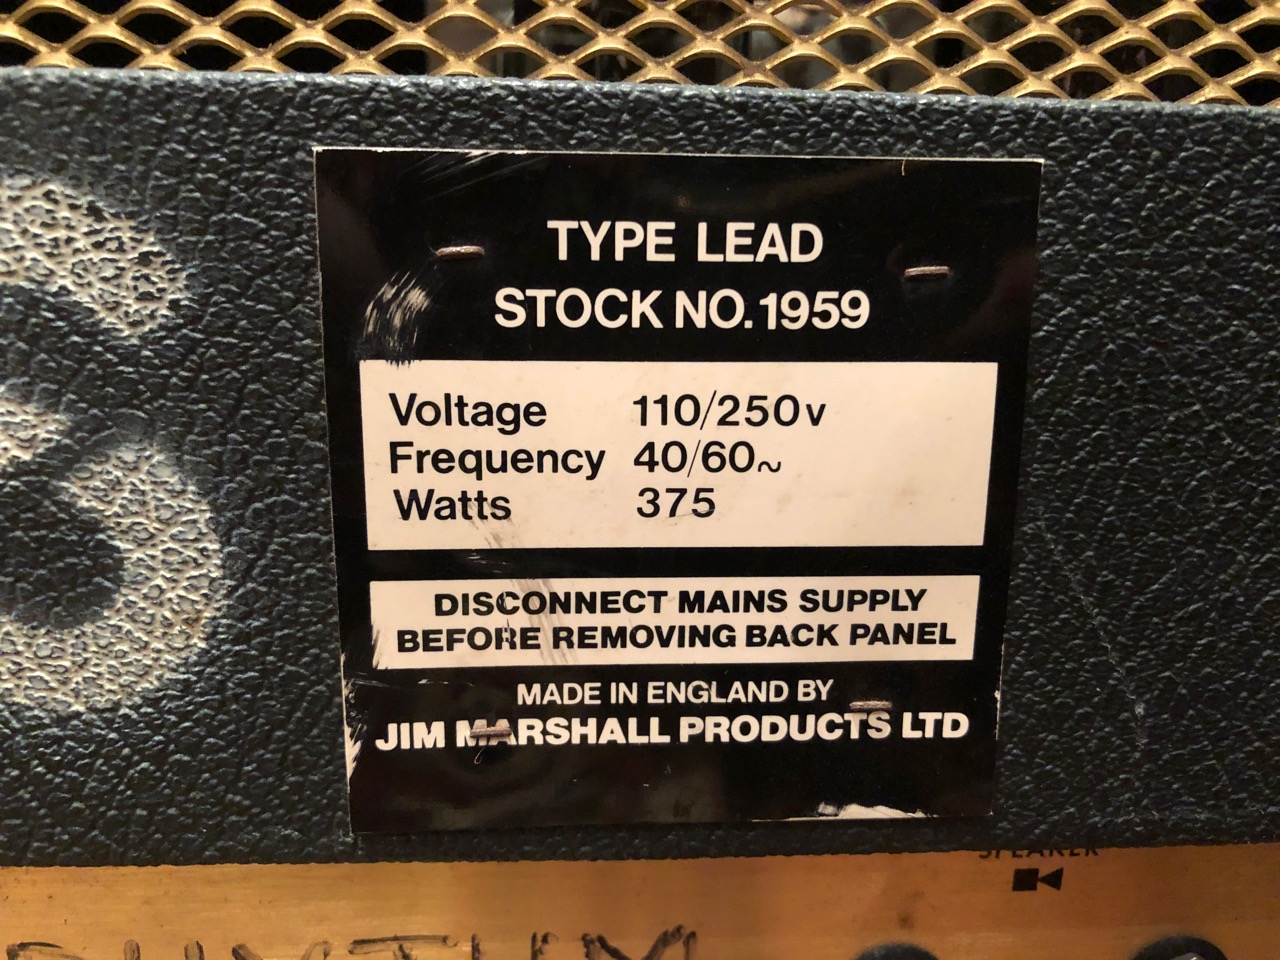 TYPE LEAD
STOCK NO. 1959
Voltage 110/250v
Frequency 40/60~
Watts 375
DISCONNECT MAINS SUPPLY
BEFORE REMOVING BACK PANEL
MADE IN ENGLAND BY
JIM MARSHALL PRODUCTS LTD
SPEAKER